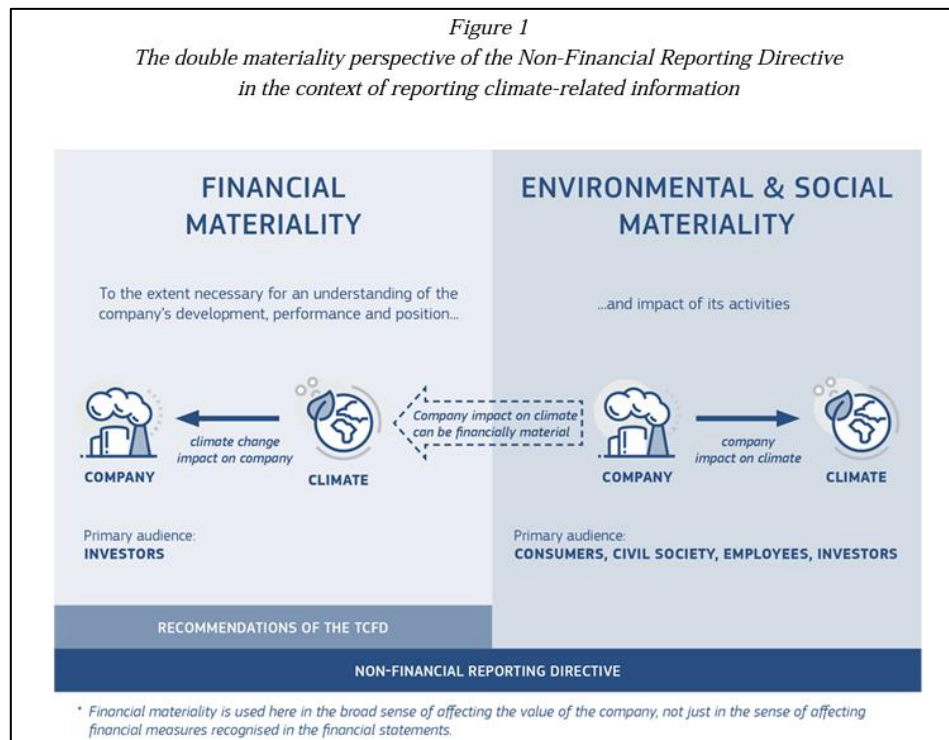 Figure 1
The double materiality perspective of the Non-Financial Reporting Directive
in the context of reporting climate-related information
FINANCIAL
MATERIALITY
To the extent necessary for an understanding of the
company's development, performance and position...
COMPANY
climate change
impact on company
CLIMATE
Primary audience:
INVESTORS
Company impact on climate
can be financially material
ENVIRONMENTAL & SOCIAL
MATERIALITY
...and impact of its activities
COMPANY
company
impact on climate
CLIMATE
Primary audience:
CONSUMERS, CIVIL SOCIETY, EMPLOYEES, INVESTORS
RECOMMENDATIONS OF THE TCFD
NON-FINANCIAL REPORTING DIRECTIVE
* Financial materiality is used here in the broad sense of affecting the value of the company, not just in the sense of affecting
financial measures recognised in the financial statements.